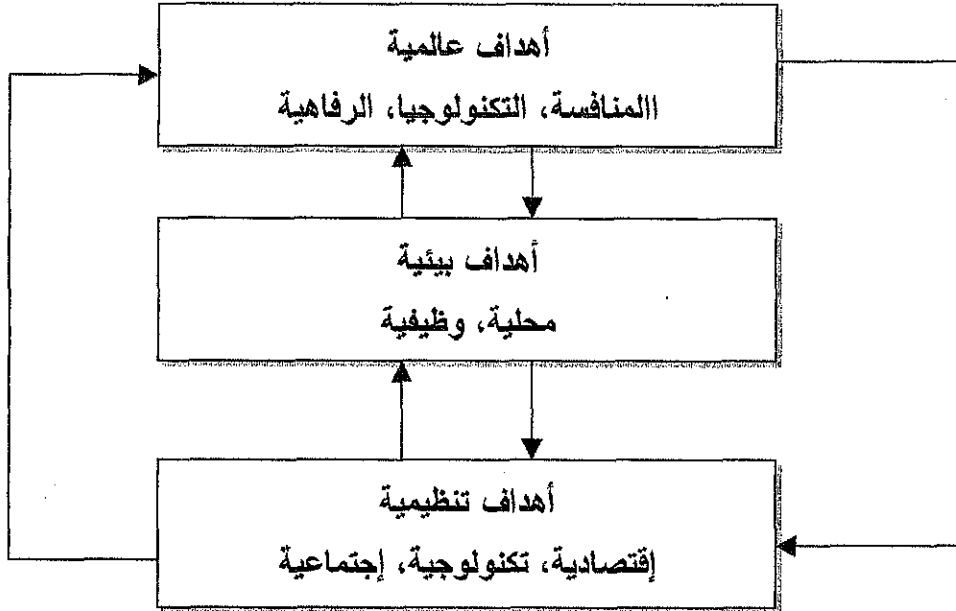 أهداف عالمية
االمنافسة، التكنولوجيا، الرفاهية
أهداف بيئية
محلية، وظيفية
أهداف تنظيمية
إقتصادية، تكنولوجية، إجتماعية